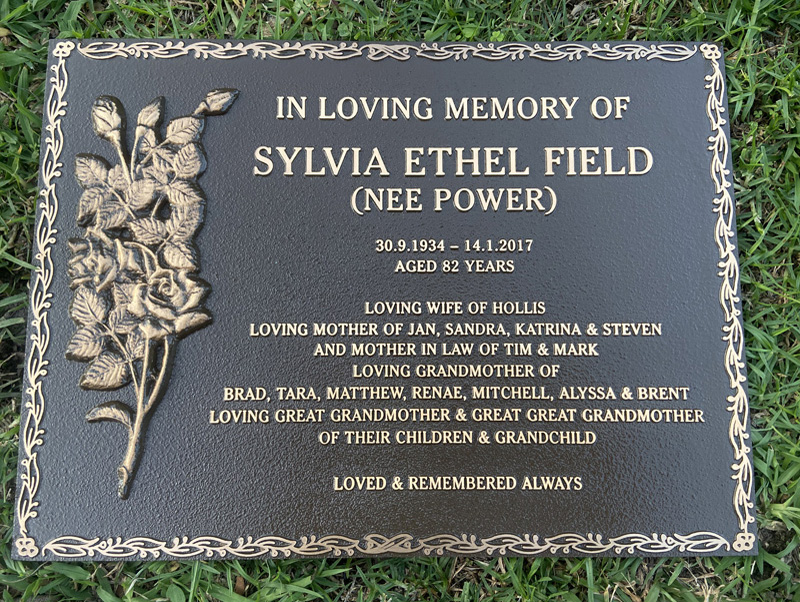 IN LOVING MEMORY OF
SYLVIA ETHEL FIELD
(NEE POWER)
30.9.1934 – 14.1.2017
AGED 82 YEARS
LOVING WIFE OF HOLLIS
LOVING MOTHER OF JAN, SANDRA, KATRINA & STEVEN
AND MOTHER IN LAW OF TIM & MARK
LOVING GRANDMOTHER OF
BRAD, TARA, MATTHEW, RENAE, MITCHELL, ALYSSA & BRENT
LOVING GREAT GRANDMOTHER & GREAT GREAT GRANDMOTHER
OF THEIR CHILDREN & GRANDCHILD
LOVED & REMEMBERED ALWAYS